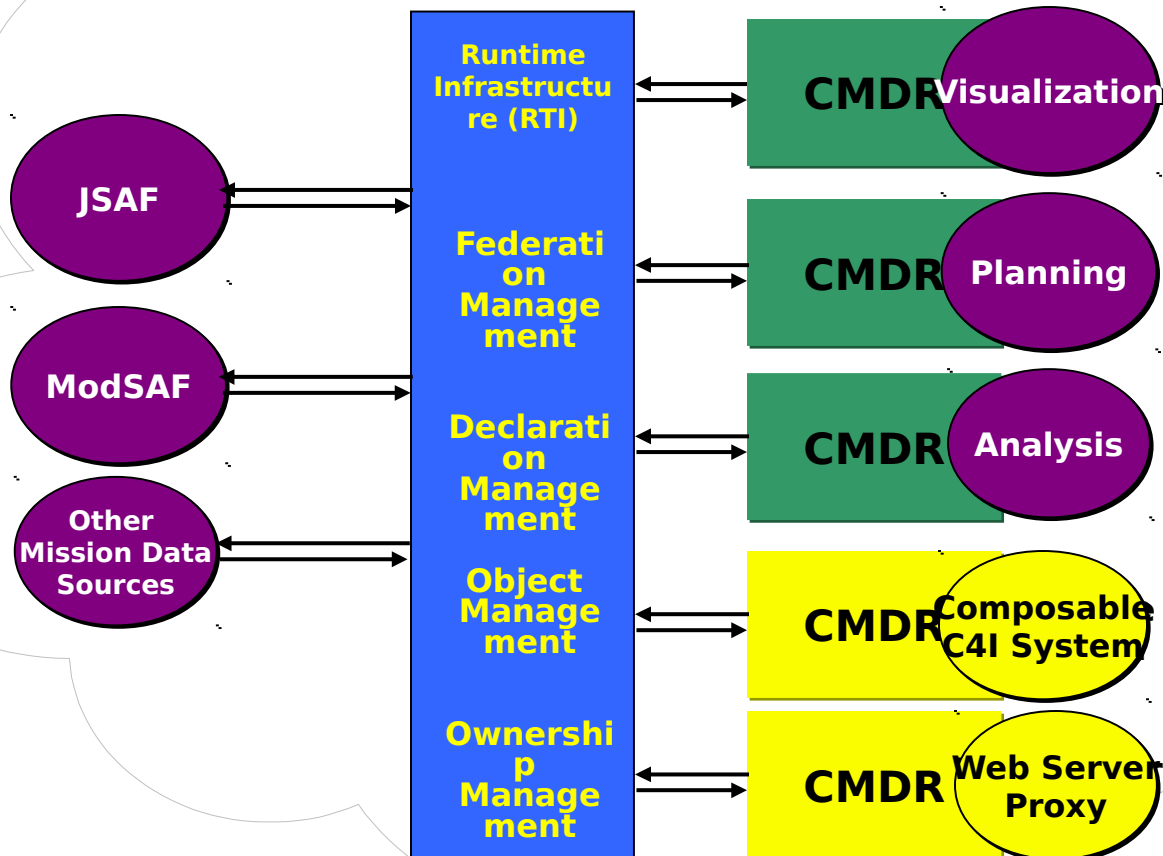 Runtime
Infrastructu
re (RTI)
Federati
on
Manage
ment
Declarati
on
Manage
ment
Object
Manage
ment
Ownershi
p
Manage
ment
JSAF
ModSAF
Other
Mission Data
Sources
CMDR
Visualization
CMDR
Planning
CMDR
Analysis
CMDR
Composable
C4I System
CMDR
Web Server
Proxy